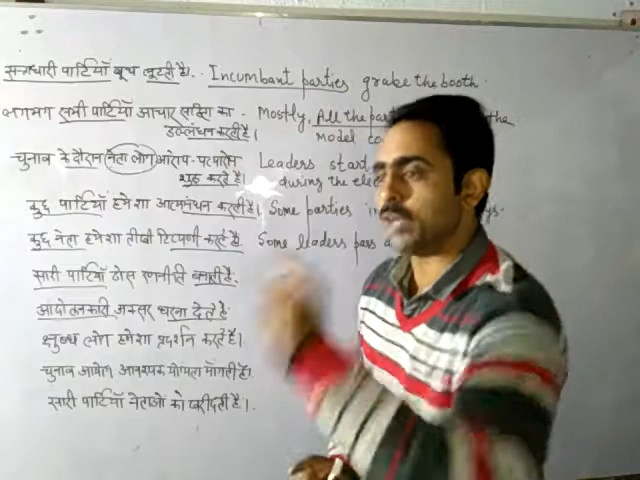 सत्ताधारी पार्टियाँ बूथ लूटती है। Incumbant parties grabe the booth.
लगभग सभी पार्टियाँ आचार सहिंता का Mostly, All the part the
उल्लंघन करती है। model co
चुनाव के दौरान नेता लोग आरोप-प्रत्यारोप Leaders start
शुरू करते है। during the ele
कुछ पार्टियाँ हमेशा आत्ममंथन करती है। Some parties in ys.
कुछ नेता हमेशा तीखी टिप्पणी करते है. Some leaders pass a
सारी पार्टियाँ ठोस रणनीति बनाती है.
आंदोलनकारी अक्सर धरना देते है
क्षुब्ध लोग हमेशा प्रदर्शन करते है।
चुनाव आयोग आवश्यक योग्यता माँगती है।
सारी पार्टियाँ नेताओं को खरीदती है।